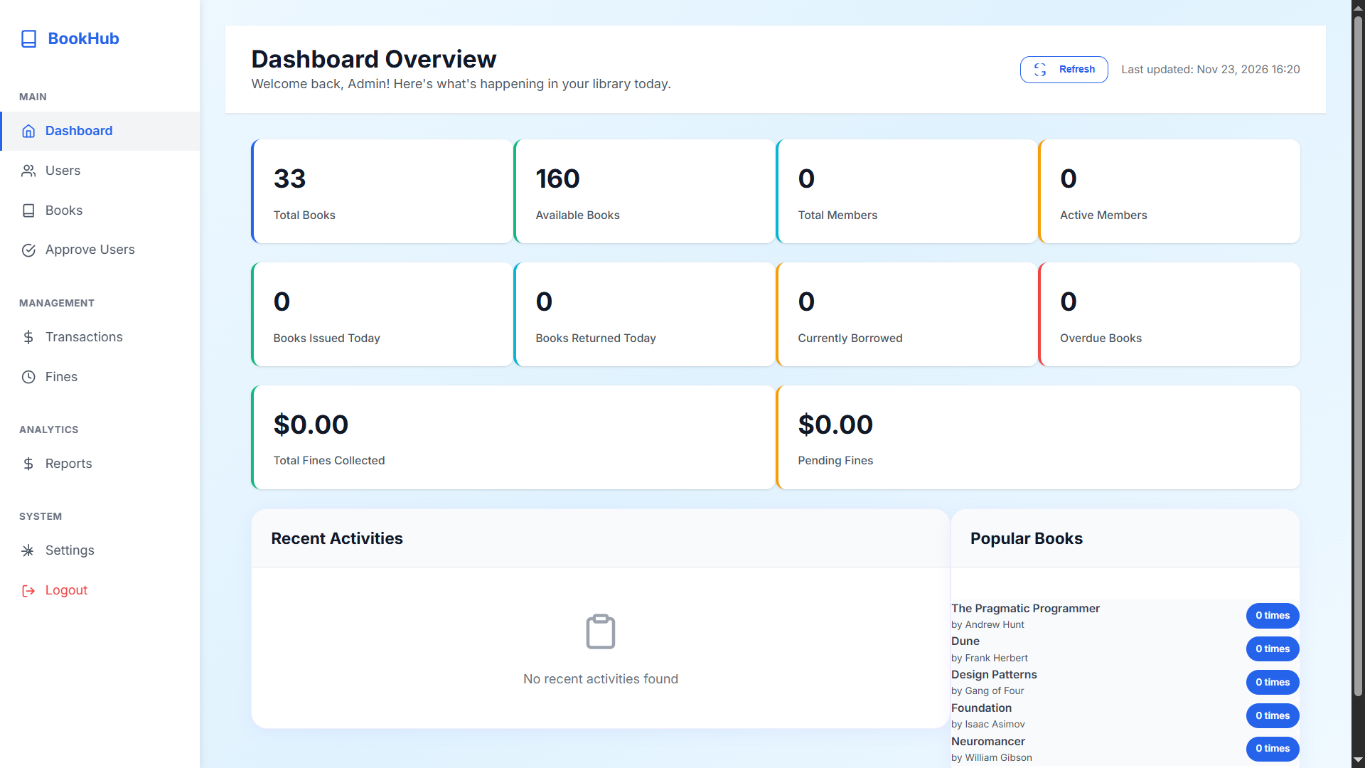 BookHub
MAIN
Dashboard
Users
Books
Approve Users
MANAGEMENT
Transactions
Fines
ANALYTICS
Reports
SYSTEM
Settings
Logout
Dashboard Overview
Welcome back, Admin! Here's what's happening in your library today.
Refresh
Last updated: Nov 23, 2026 16:20
33
Total Books
160
Available Books
0
Total Members
0
Active Members
0
Books Issued Today
0
Books Returned Today
0
Currently Borrowed
0
Overdue Books
$0.00
Total Fines Collected
$0.00
Pending Fines
Recent Activities
No recent activities found
Popular Books
The Pragmatic Programmer
by Andrew Hunt
0 times
Dune
by Frank Herbert
0 times
Design Patterns
by Gang of Four
0 times
Foundation
by Isaac Asimov
0 times
Neuromancer
by William Gibson
0 times